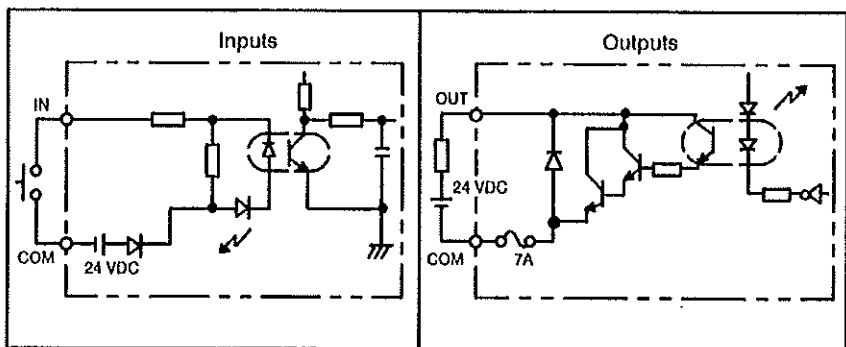 Inputs
IN
COM
24 VDC
Outputs
OUT
24 VDC
COM
7A